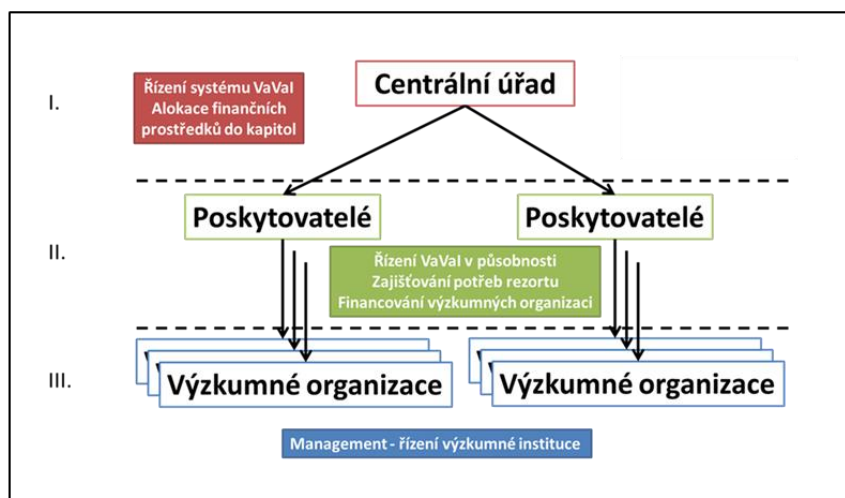 I.
Řízení systému VaVaI
Alokace finančních
prostředků do kapitol
Centrální úřad
Poskytovatelé
Poskytovatelé
II.
Řízení VaVaI v působnosti
Zajišťování potřeb rezortu
Financování výzkumných organizaci
III.
Výzkumné organizace
Výzkumné organizace
Management - řízení výzkumné instituce